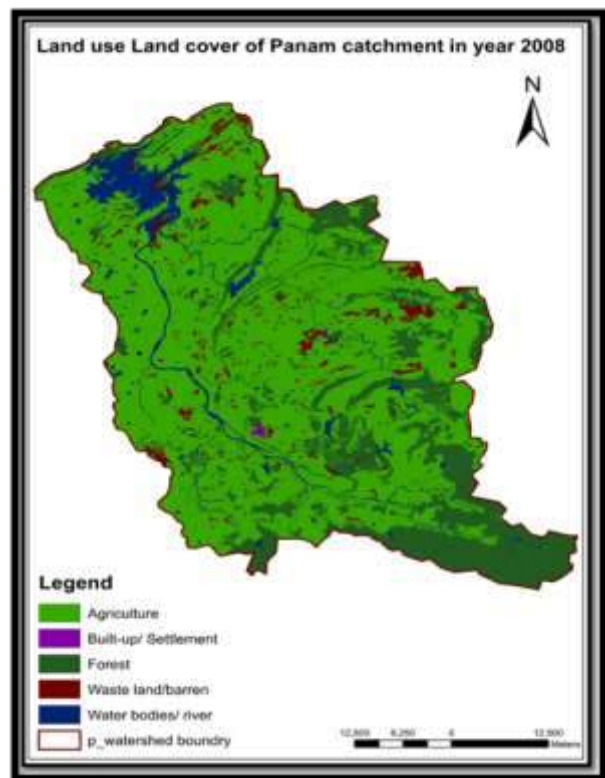 Land use Land cover of Panam catchment in year 2008
N
Legend
Agriculture
Built-up/ Settlement
Forest
Waste land/barren
Water bodies/ river
p_watershed boundry
12,500 6,250 0 12,500
Meters